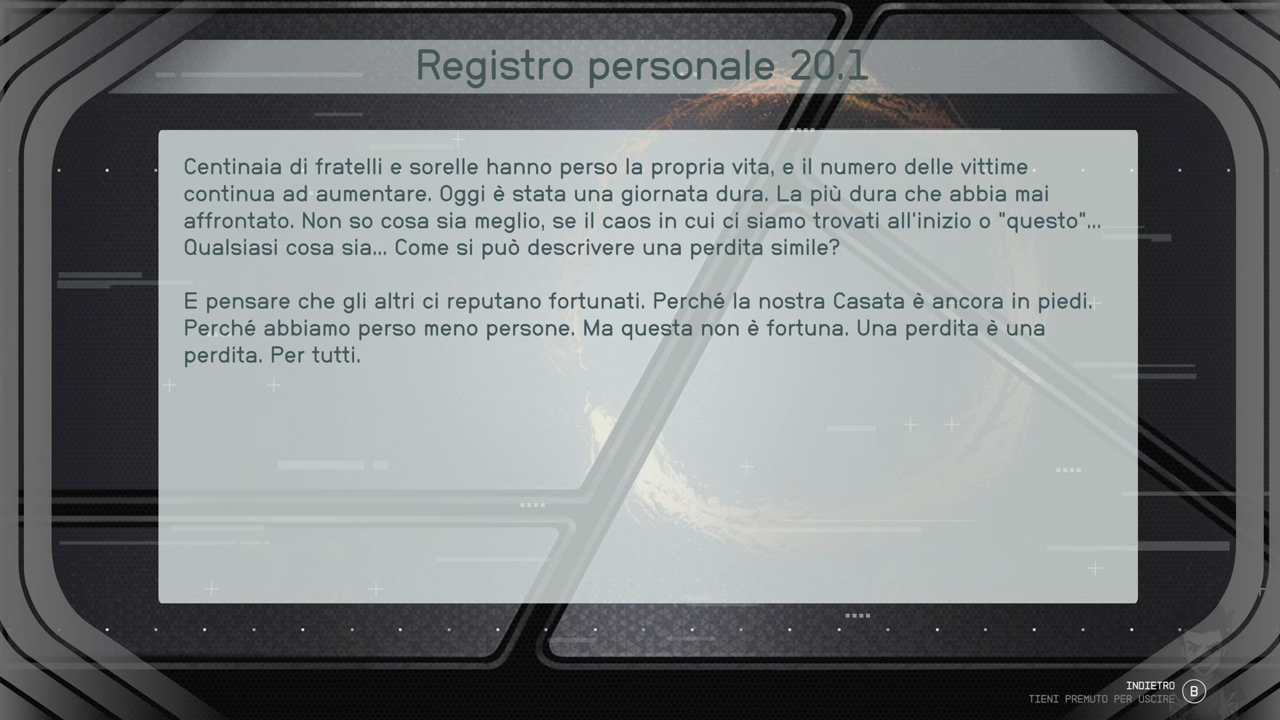 Registro personale 20.1
Centinaia di fratelli e sorelle hanno perso la propria vita, e il numero delle vittime
continua ad aumentare. Oggi è stata una giornata dura. La più dura che abbia mai
affrontato. Non so cosa sia meglio, se il caos in cui ci siamo trovati all'inizio o "questo"...
Qualsiasi cosa sia... Come si può descrivere una perdita simile?
E pensare che gli altri ci reputano fortunati. Perché la nostra Casata è ancora in piedi.
Perché abbiamo perso meno persone. Ma questa non è fortuna. Una perdita è una
perdita. Per tutti.
INDIETRO B
TIENI PREMUTO PER USCIRE